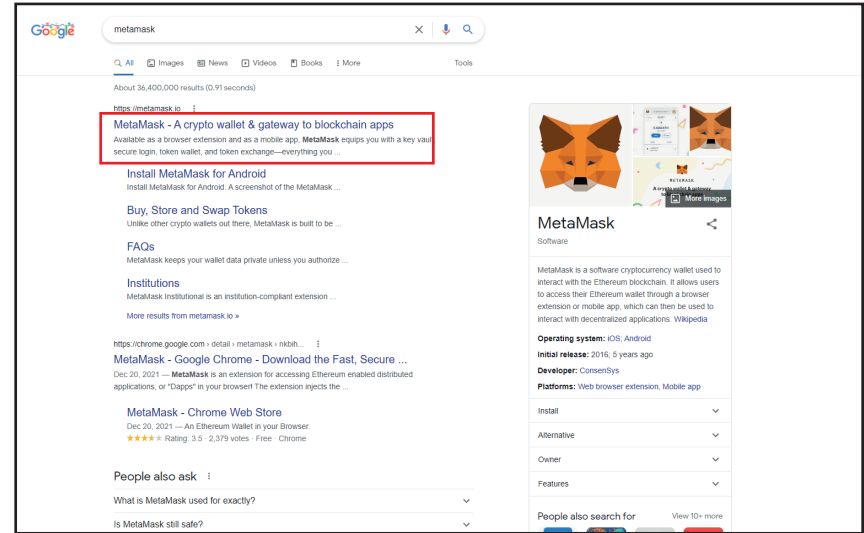 Google
metamask
All Images News Videos Books More Tools
About 36,400,000 results (0.91 seconds)
https://metamask.io
MetaMask - A crypto wallet & gateway to blockchain apps
Available as a browser extension and as a mobile app, MetaMask equips you with a key vault
secure login, token wallet, and token exchange—everything you ...
Install MetaMask for Android
Install MetaMask for Android. A screenshot of the MetaMask ...
Buy, Store and Swap Tokens
Unlike other crypto wallets out there, MetaMask is built to be ...
FAQs
MetaMask keeps your wallet data private unless you authorize ...
Institutions
MetaMask Institutional is an institution-compliant extension ...
More results from metamask.io »
https://chrome.google.com › detail › metamask › nkbih...
MetaMask - Google Chrome - Download the Fast, Secure ...
Dec 20, 2021 — MetaMask is an extension for accessing Ethereum enabled distributed
applications, or "Dapps" in your browser! The extension injects the ...
MetaMask - Chrome Web Store
Dec 20, 2021 — An Ethereum Wallet in your Browser.
Rating: 3.5 · 2,379 votes · Free · Chrome
People also ask
What is MetaMask used for exactly?
Is MetaMask still safe?
METAMASK
A crypto wallet & gateway
More images
MetaMask
Software
MetaMask is a software cryptocurrency wallet used to
interact with the Ethereum blockchain. It allows users
to access their Ethereum wallet through a browser
extension or mobile app, which can then be used to
interact with decentralized applications. Wikipedia
Operating system: iOS, Android
Initial release: 2016; 5 years ago
Developer: ConsenSys
Platforms: Web browser extension, Mobile app
Install
Alternative
Owner
Features
People also search for View 10+ more